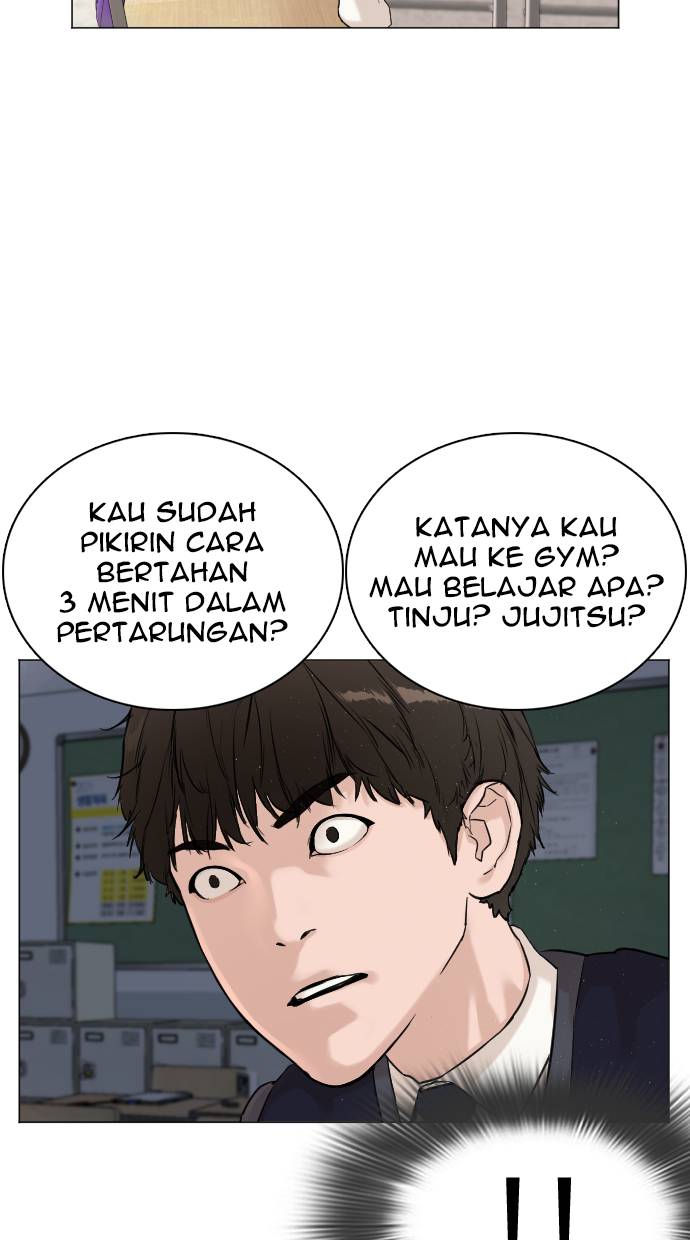 KAU SUDAH
PIKIRIN CARA
BERTAHAN
3 MENIT DALAM
PERTARUNGAN?
KATANYA KAU
MAU KE GYM?
MAU BELAJAR APA?
TINJU? JUJITSU?